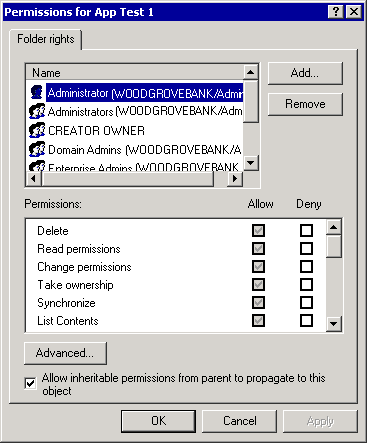 Permissions for App Test 1
Folder rights
Name
Administrator (WOODGROVEBANK/Admin
Administrators (WOODGROVEBANK/Adm
CREATOR OWNER
Domain Admins (WOODGROVEBANK/Ad
Enterprise Admins (WOODGROVEBANK
Add...
Remove
Permissions: Allow Deny
Delete
Read permissions
Change permissions
Take ownership
Synchronize
List Contents
Advanced...
Allow inheritable permissions from parent to propagate to this
object
OK Cancel Apply